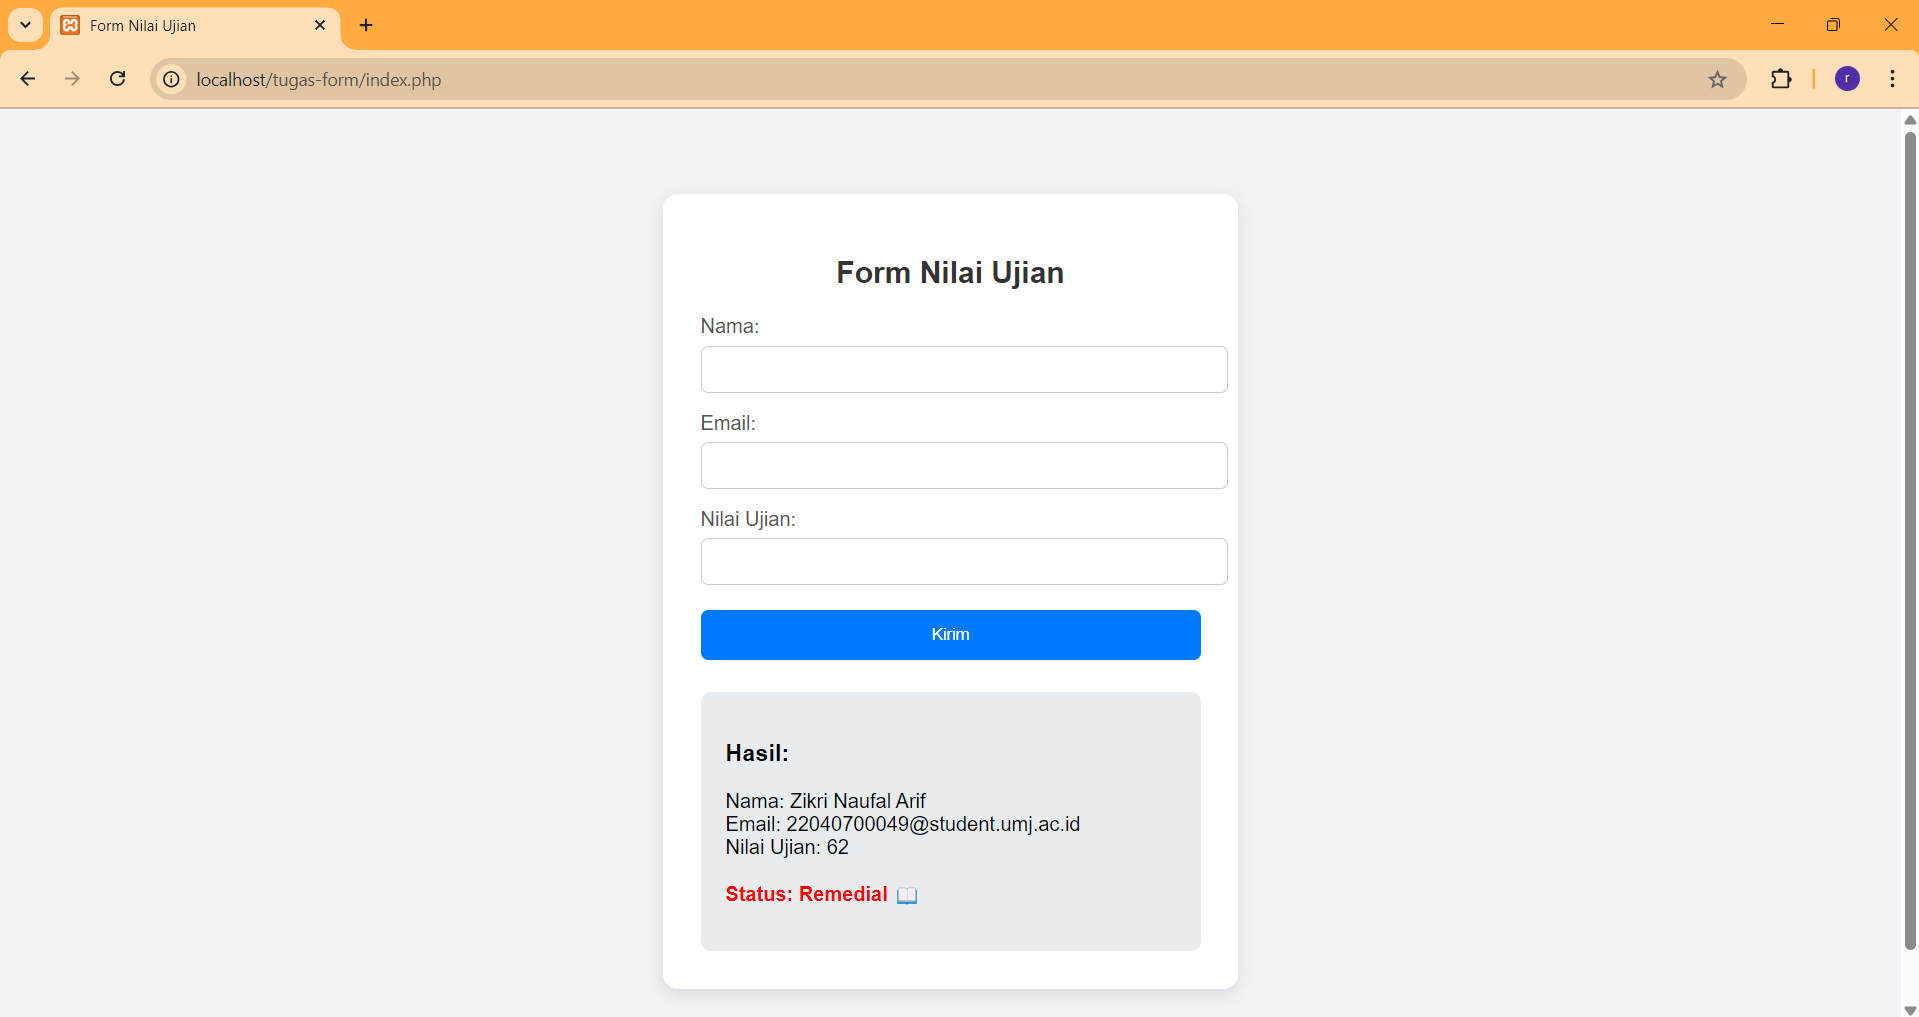 Form Nilai Ujian
localhost/tugas-form/index.php
r
Form Nilai Ujian
Nama:
Email:
Nilai Ujian:
Kirim
Hasil:
Nama: Zikri Naufal Arif
Email: 22040700049@student.umj.ac.id
Nilai Ujian: 62
Status: Remedial 📖